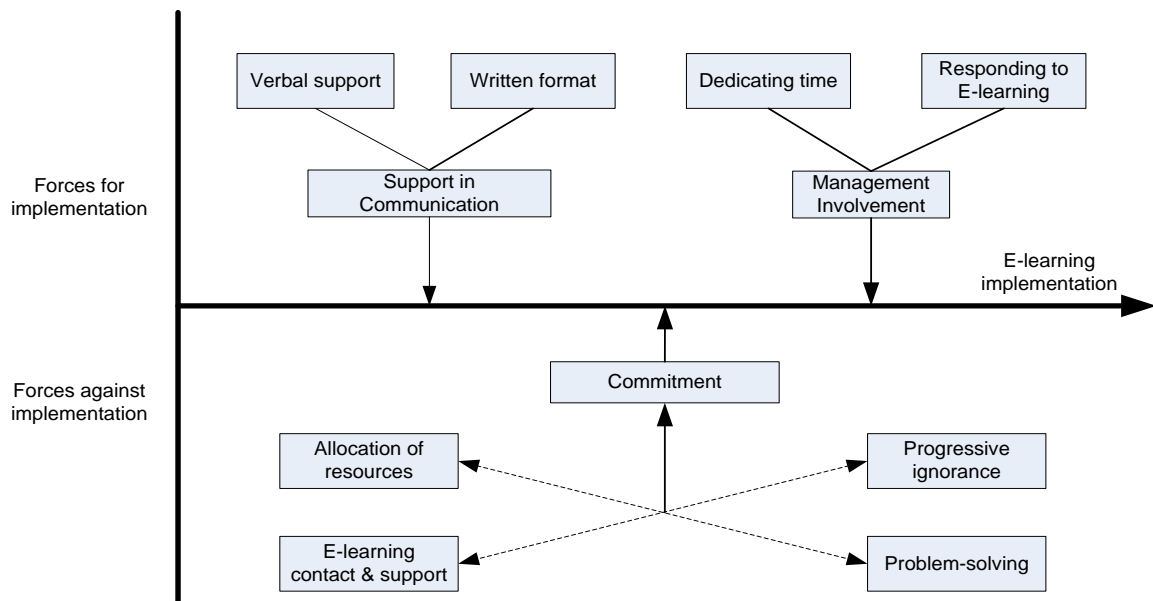 Verbal support
Written format
Dedicating time
Responding to
E-learning
Forces for
implementation
Support in
Communication
Management
Involvement
E-learning
implementation
Forces against
implementation
Commitment
Allocation of
resources
Progressive
ignorance
E-learning
contact & support
Problem-solving